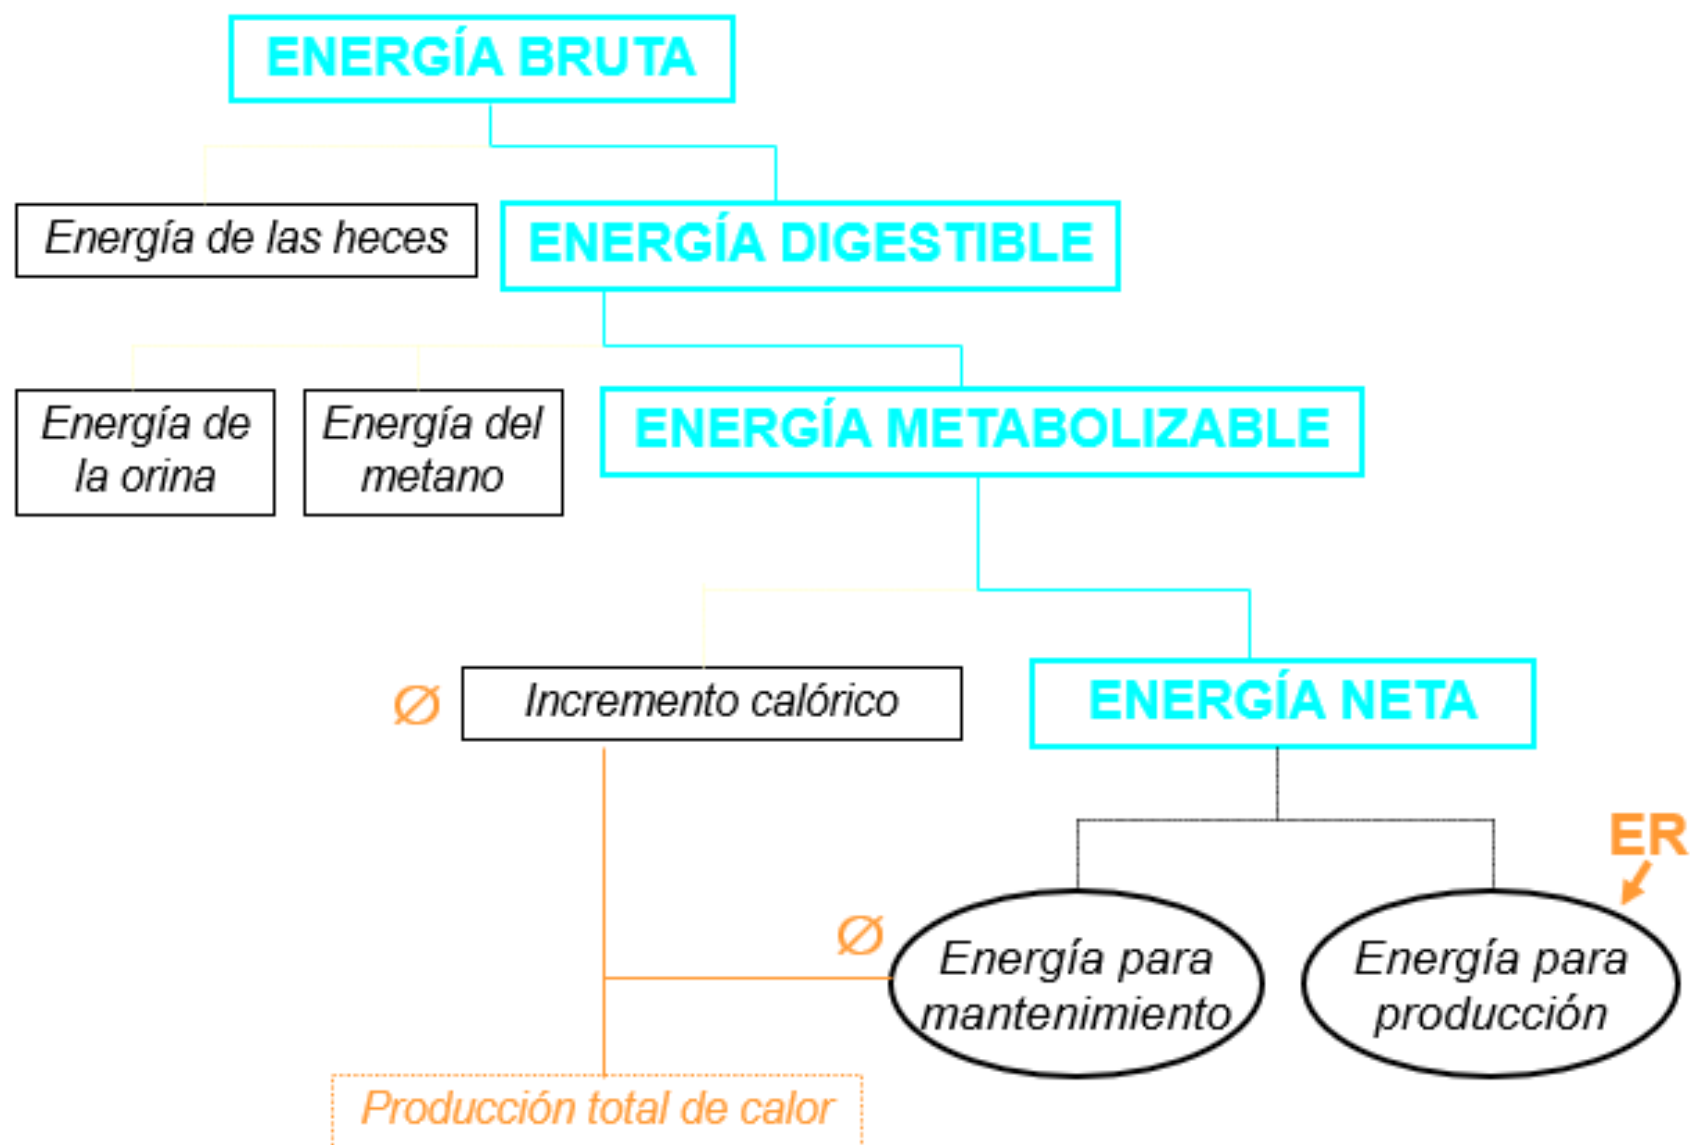 ENERGÍA BRUTA
Energía de las heces
ENERGÍA DIGESTIBLE
Energía de
la orina
Energía del
metano
ENERGÍA METABOLIZABLE
Ø
Incremento calórico
ENERGÍA NETA
ER
Ø
Energía para
mantenimiento
Energía para
producción
Producción total de calor